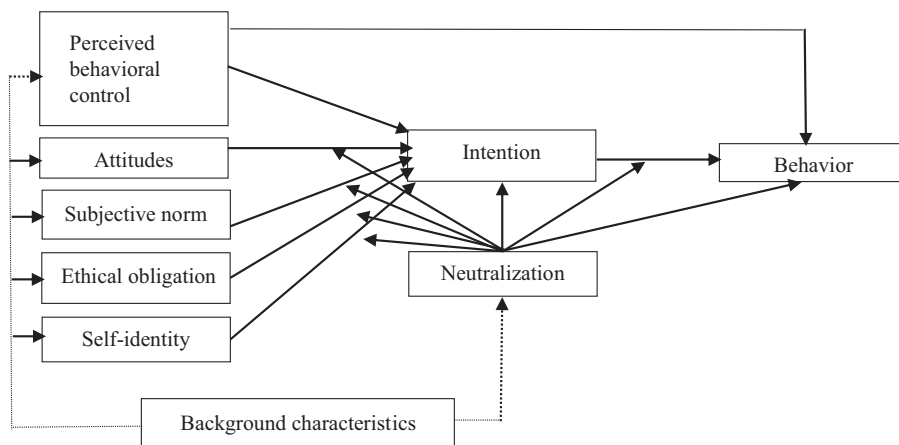 Perceived
behavioral
control
Attitudes
Intention
Behavior
Subjective norm
Ethical obligation
Neutralization
Self-identity
Background characteristics